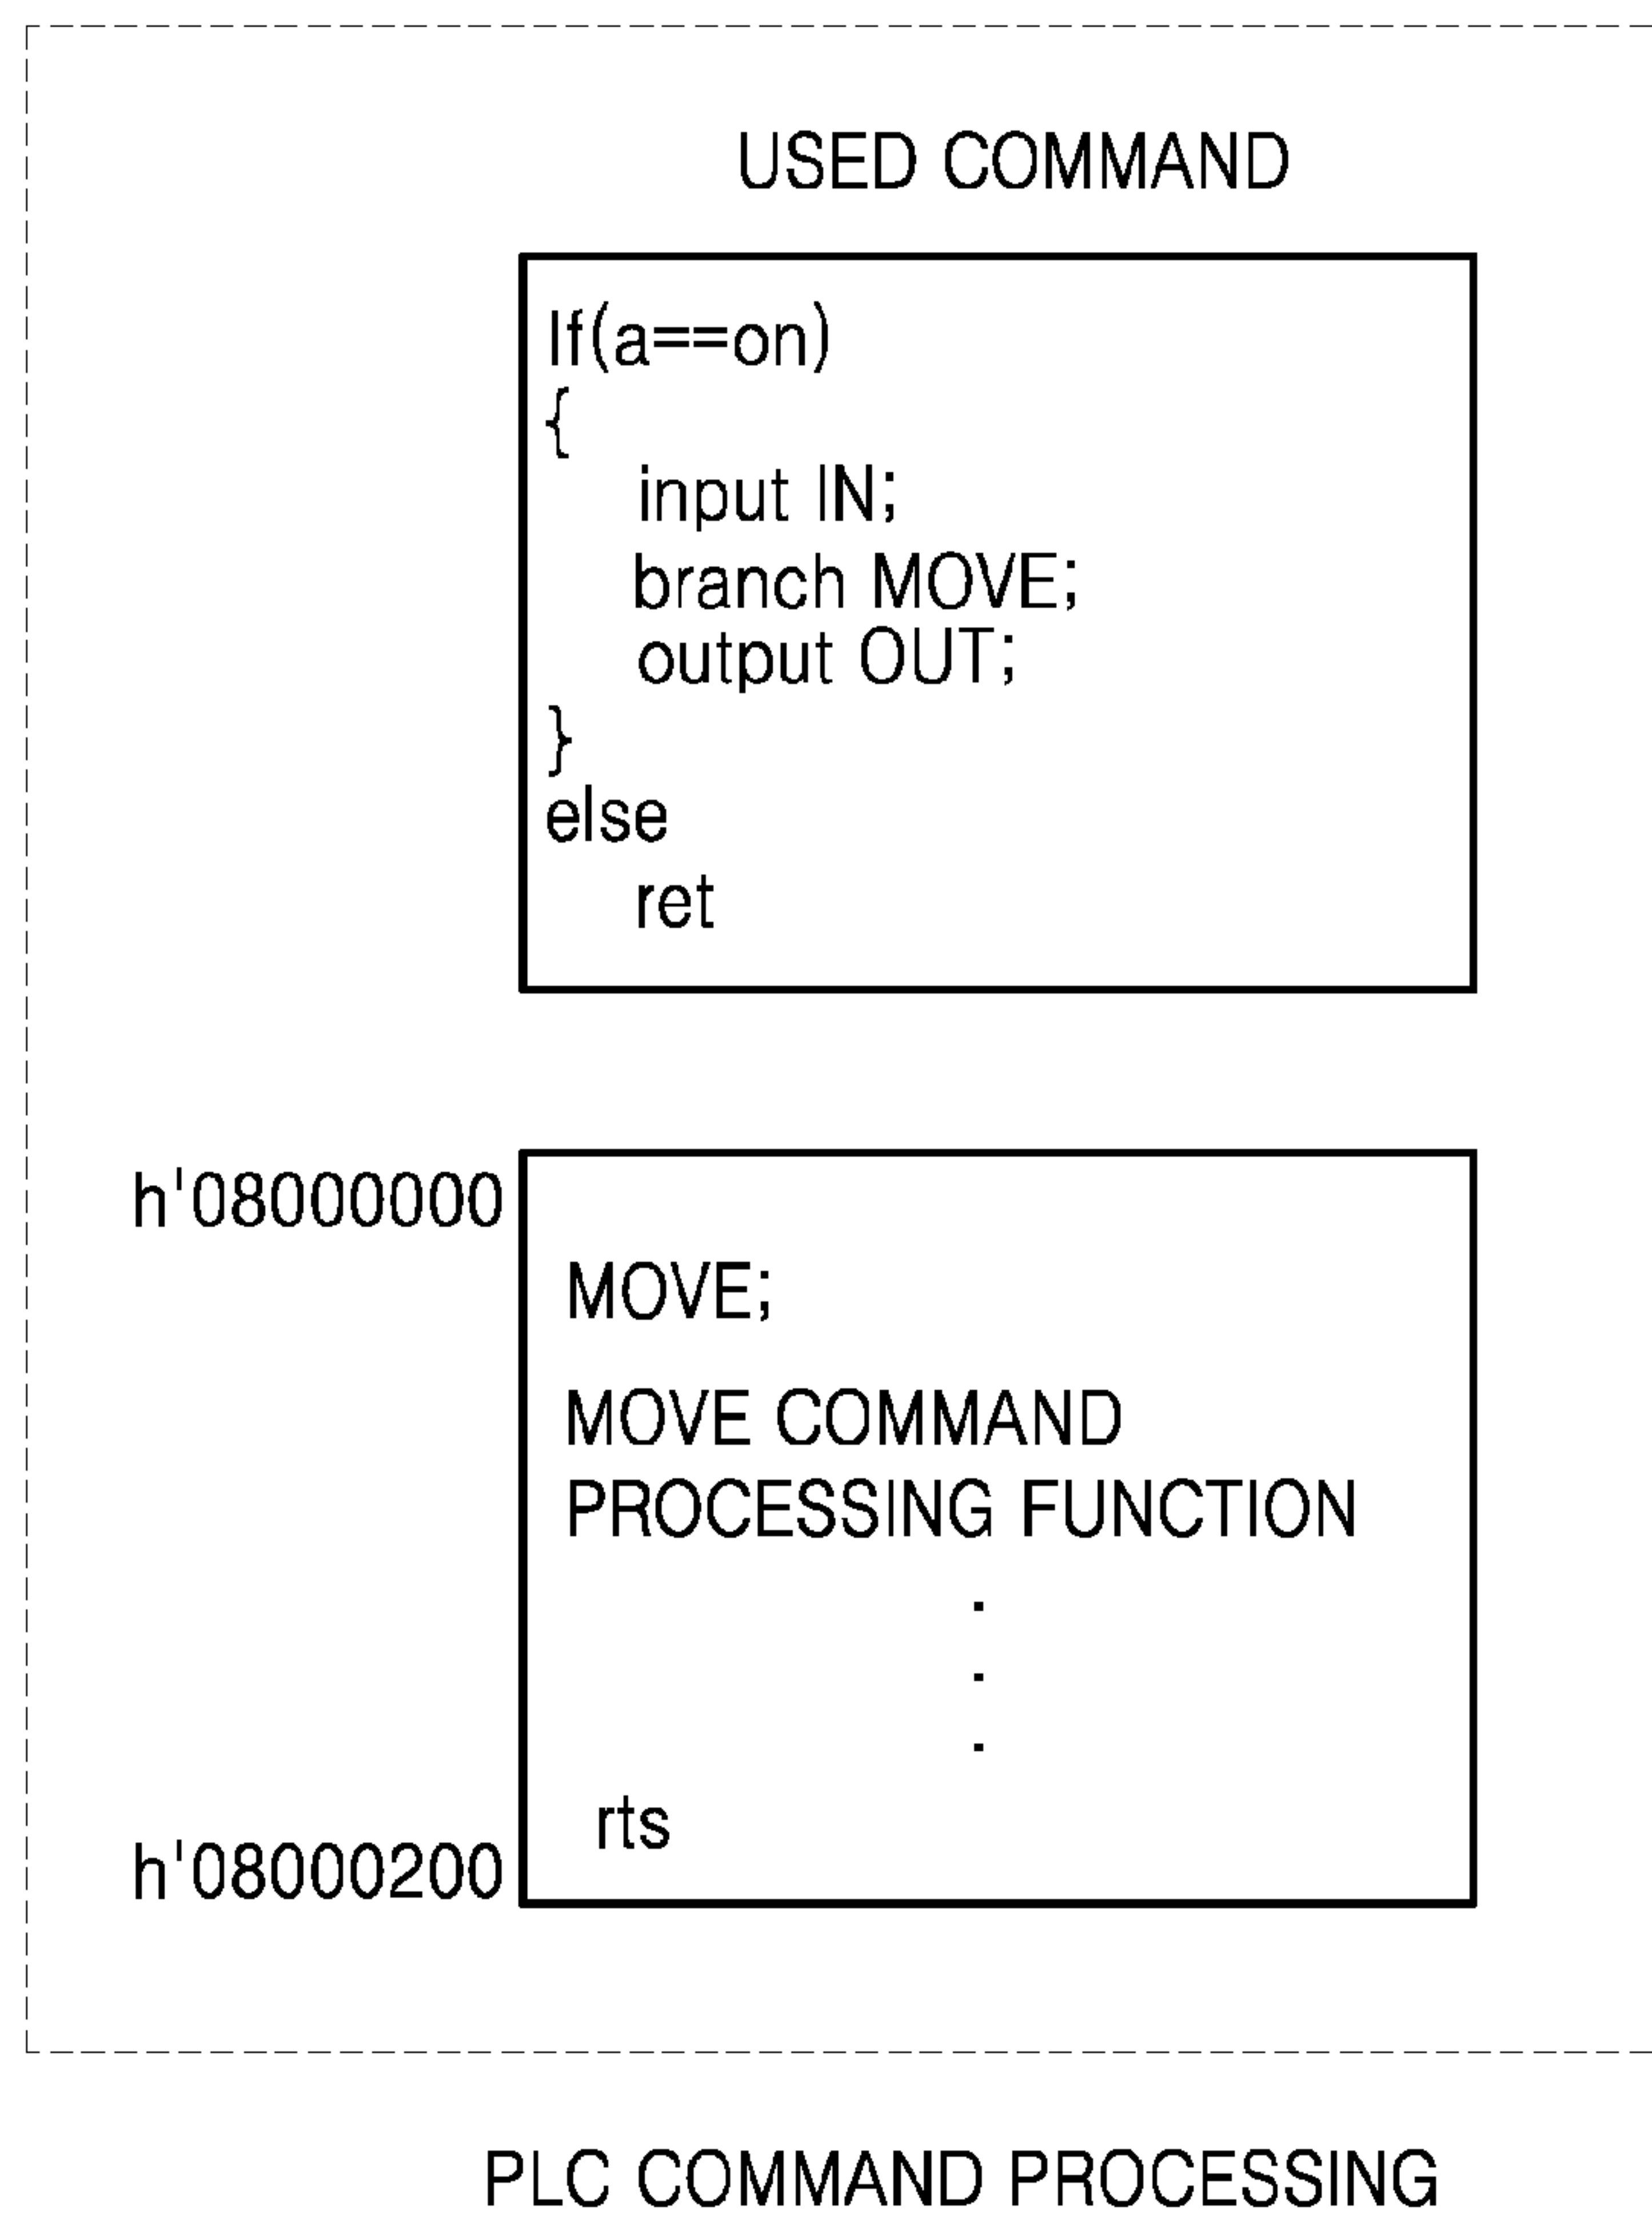 USED COMMAND
If(a==on)
{
input IN;
branch MOVE;
output OUT;
}
else
ret
h'08000000
MOVE;
MOVE COMMAND
PROCESSING FUNCTION
.
.
.
rts
h'08000200
PLC COMMAND PROCESSING